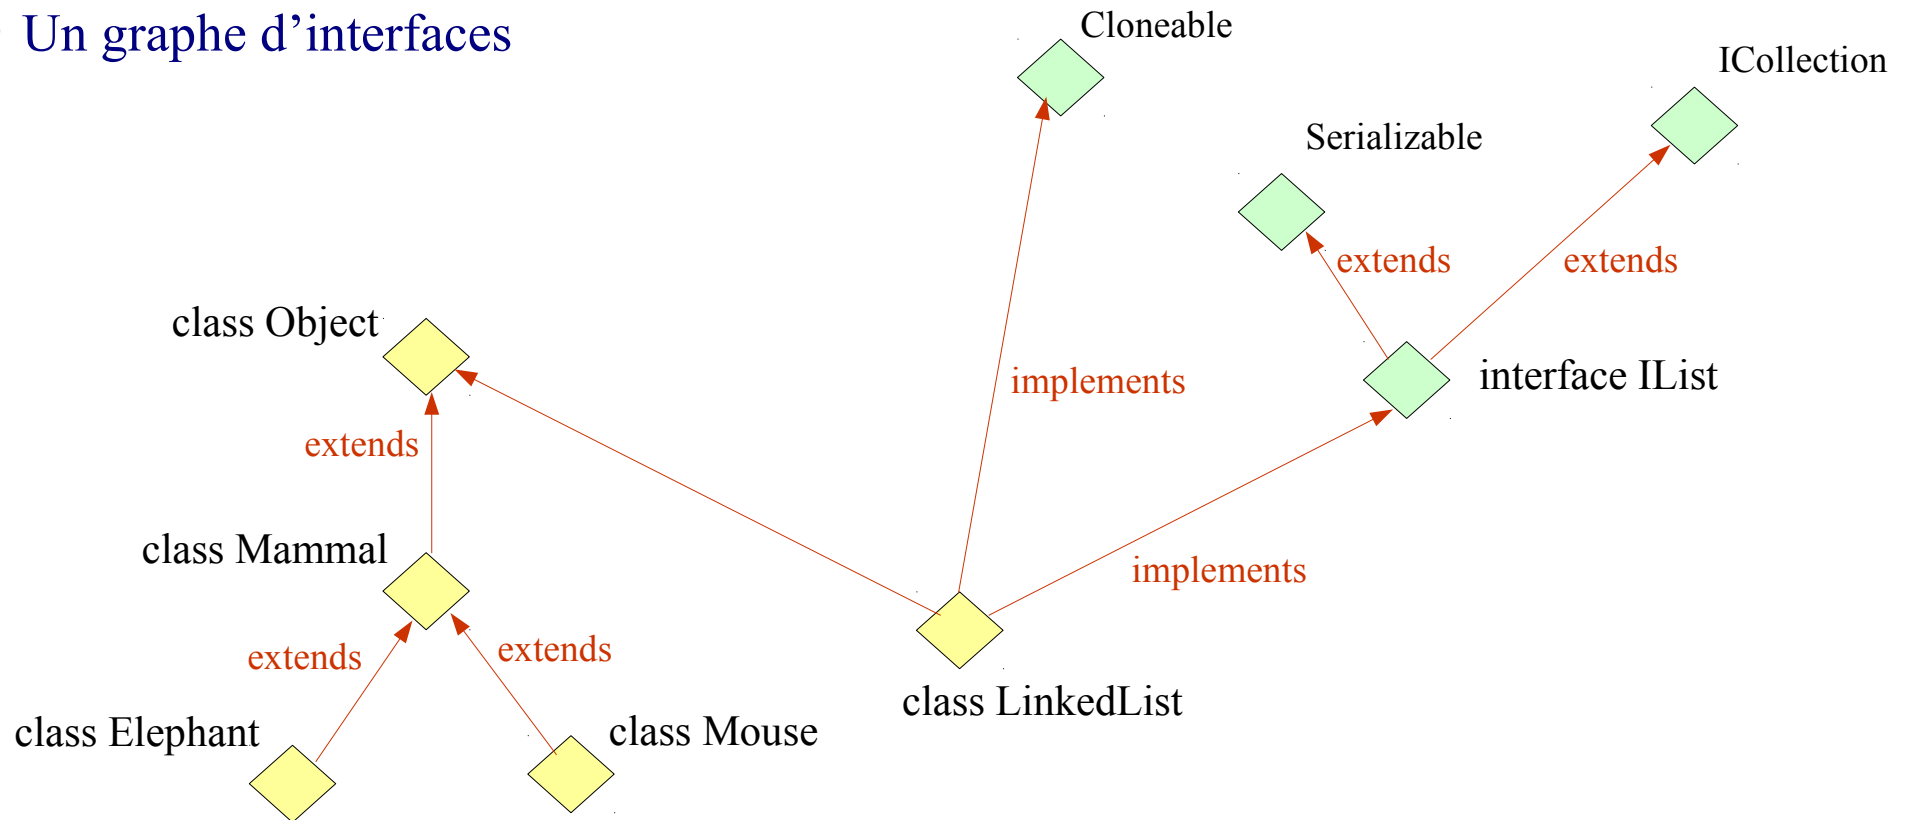 Un graphe d’interfaces
Cloneable
ICollection
Serializable
extends
extends
class Object
implements
interface IList
extends
class Mammal
implements
extends
extends
class LinkedList
class Elephant
class Mouse